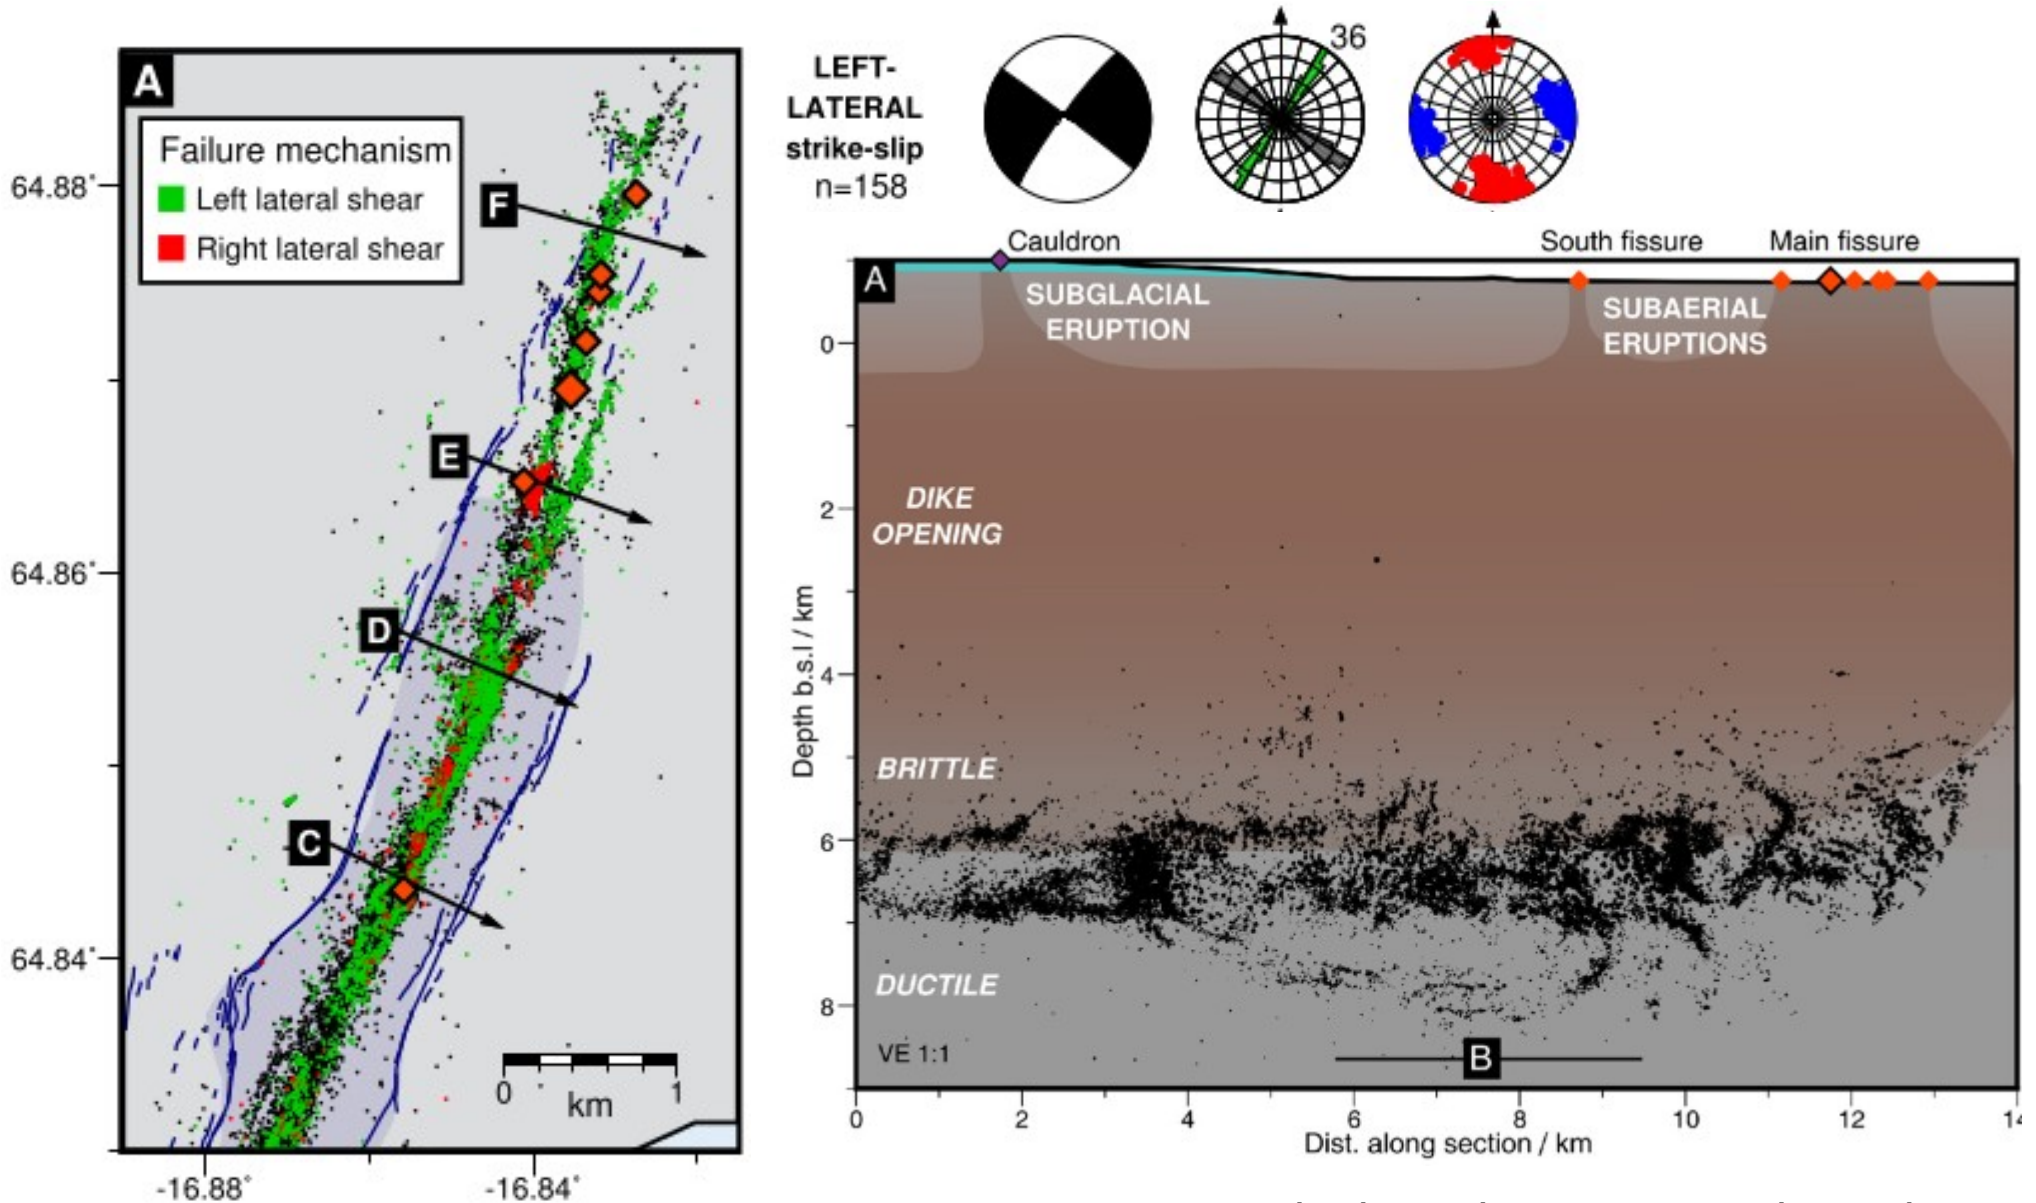 A
Failure mechanism
Left lateral shear
Right lateral shear
64.88°
64.86°
64.84°
-16.88°
-16.84°
F
E
D
C
0
1
km
LEFT-
LATERAL
strike-slip
n=158
36
Cauldron
South fissure
Main fissure
A
SUBGLACIAL
ERUPTION
SUBAERIAL
ERUPTIONS
DIKE
OPENING
BRITTLE
DUCTILE
VE 1:1
B
Depth b.s.l / km
0
2
4
6
8
0
2
4
6
8
10
12
14
Dist. along section / km